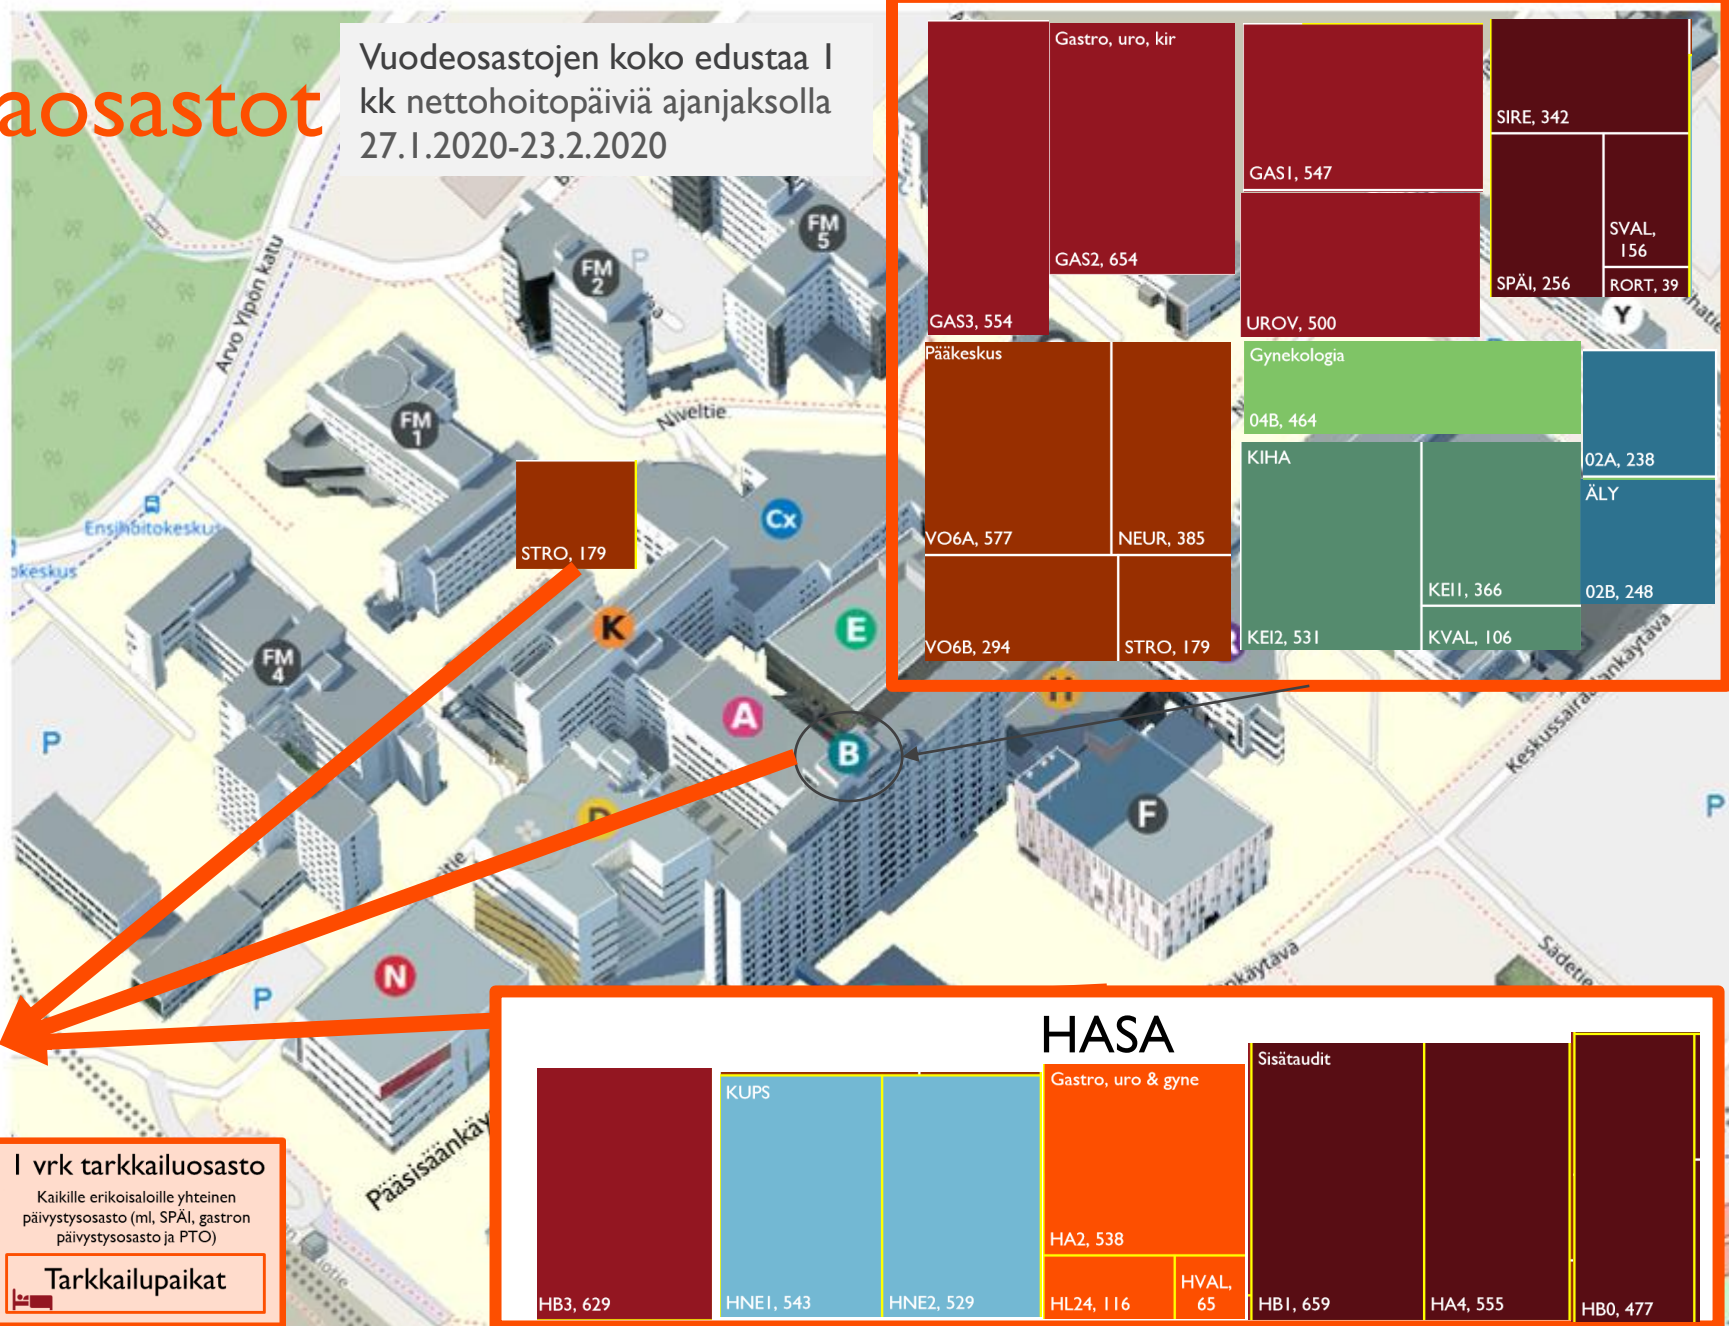 aosastot
Vuodeosastojen koko edustaa 1
kk nettohoitopäiviä ajanjaksolla
27.1.2020-23.2.2020
Gastro, uro, kir
GAS3, 554
GAS2, 654
GAS1, 547
UROV, 500
SIRE, 342
SPÄI, 256
SVAL,
156
RORT, 39
Pääkeskus
VO6A, 577
NEUR, 385
VO6B, 294
STRO, 179
Gynekologia
04B, 464
KIHA
KEI2, 531
KEI1, 366
KVAL, 106
02A, 238
ÄLY
02B, 248
Y
FM
5
FM
2
P
Arvo Ylpön katu
FM
1
Niveltie
Ensihoitokeskus
okeskus
STRO, 179
Cx
K
E
FM
4
A
H
B
P
D
F
P
Keskussairaalankäytävä
N
P
nkäytävä
Sädetie
Pääsisäänkäy
HASA
HB3, 629
KUPS
HNE1, 543
HNE2, 529
Gastro, uro & gyne
HA2, 538
HL24, 116
HVAL,
65
Sisätaudit
HB1, 659
HA4, 555
HB0, 477
1 vrk tarkkailuosasto
Kaikille erikoisaloille yhteinen
päivystysosasto (ml, SPÄI, gastron
päivystysosasto ja PTO)
Tarkkailupaikat